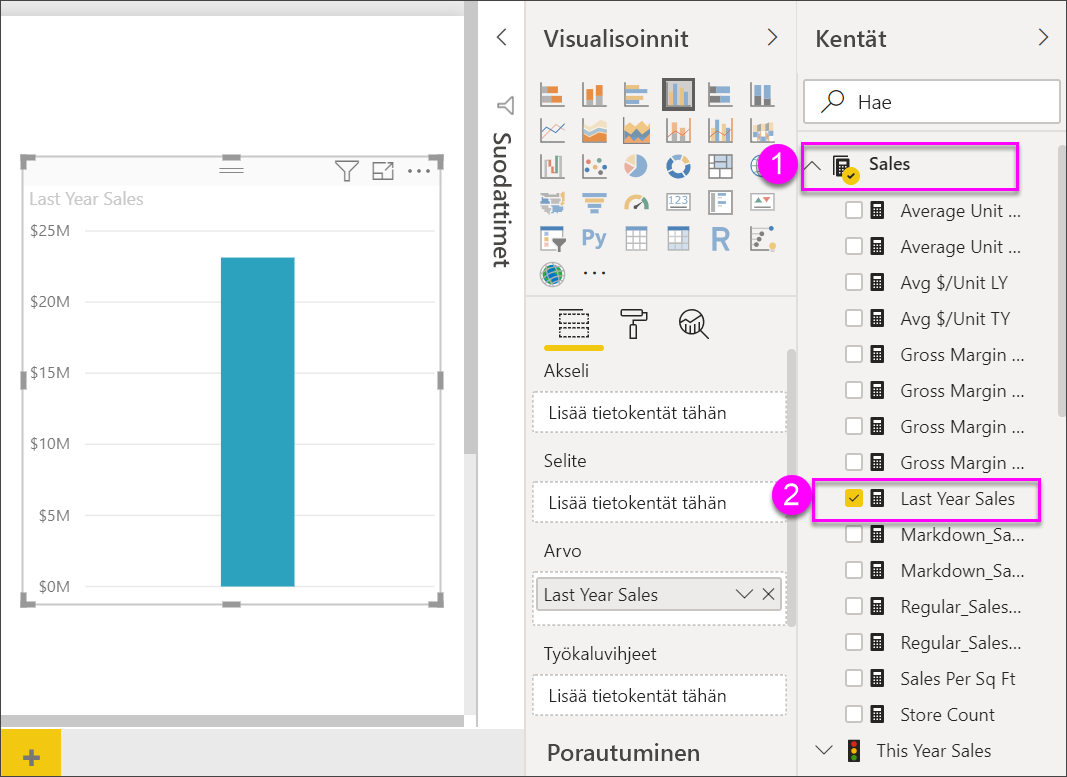 Last Year Sales
$25M
$20M
$15M
$10M
$5M
$0M
Suodattimet
Visualisoinnit
123
Py
R
Akseli
Lisää tietokentät tähän
Selite
Lisää tietokentät tähän
Arvo
Last Year Sales
Työkaluvihjeet
Lisää tietokentät tähän
Porautuminen
Kentät
Hae
1
Sales
Average Unit ...
Average Unit ...
Avg $/Unit LY
Avg $/Unit TY
Gross Margin ...
Gross Margin ...
Gross Margin ...
Gross Margin ...
2
Last Year Sales
Markdown_Sa...
Markdown_Sa...
Regular_Sales...
Regular_Sales...
Sales Per Sq Ft
Store Count
This Year Sales